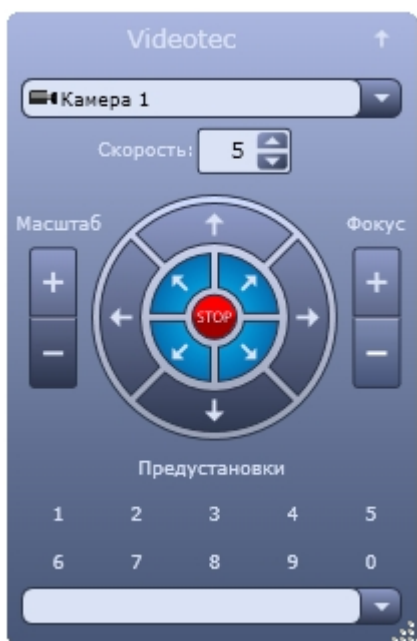 Videotec
Камера 1
Скорость: 5
Масштаб
Фокус
+ +
STOP
− −
Предустановки
1 2 3 4 5
6 7 8 9 0